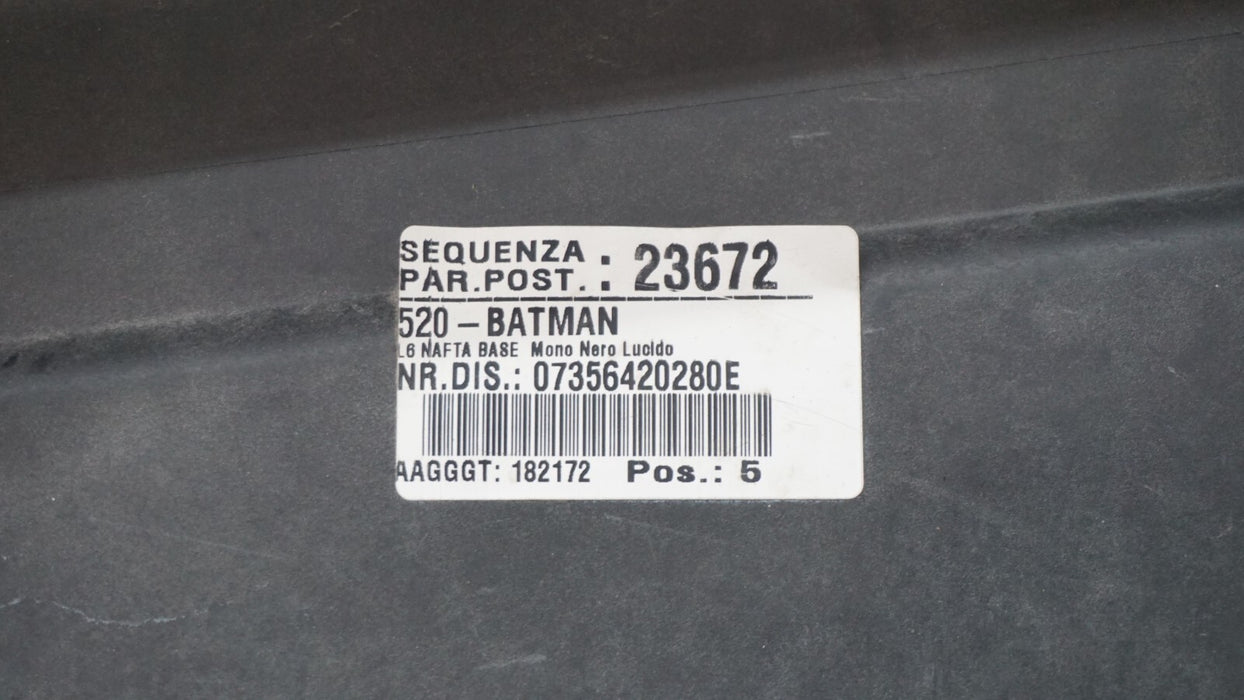 SEQUENZA
PAR.POST. : 23672
520 - BATMAN
L6 NAFTA BASE Mono Nero Lucido
NR.DIS.: 07356420280E
AAGGGT: 182172 Pos.: 5